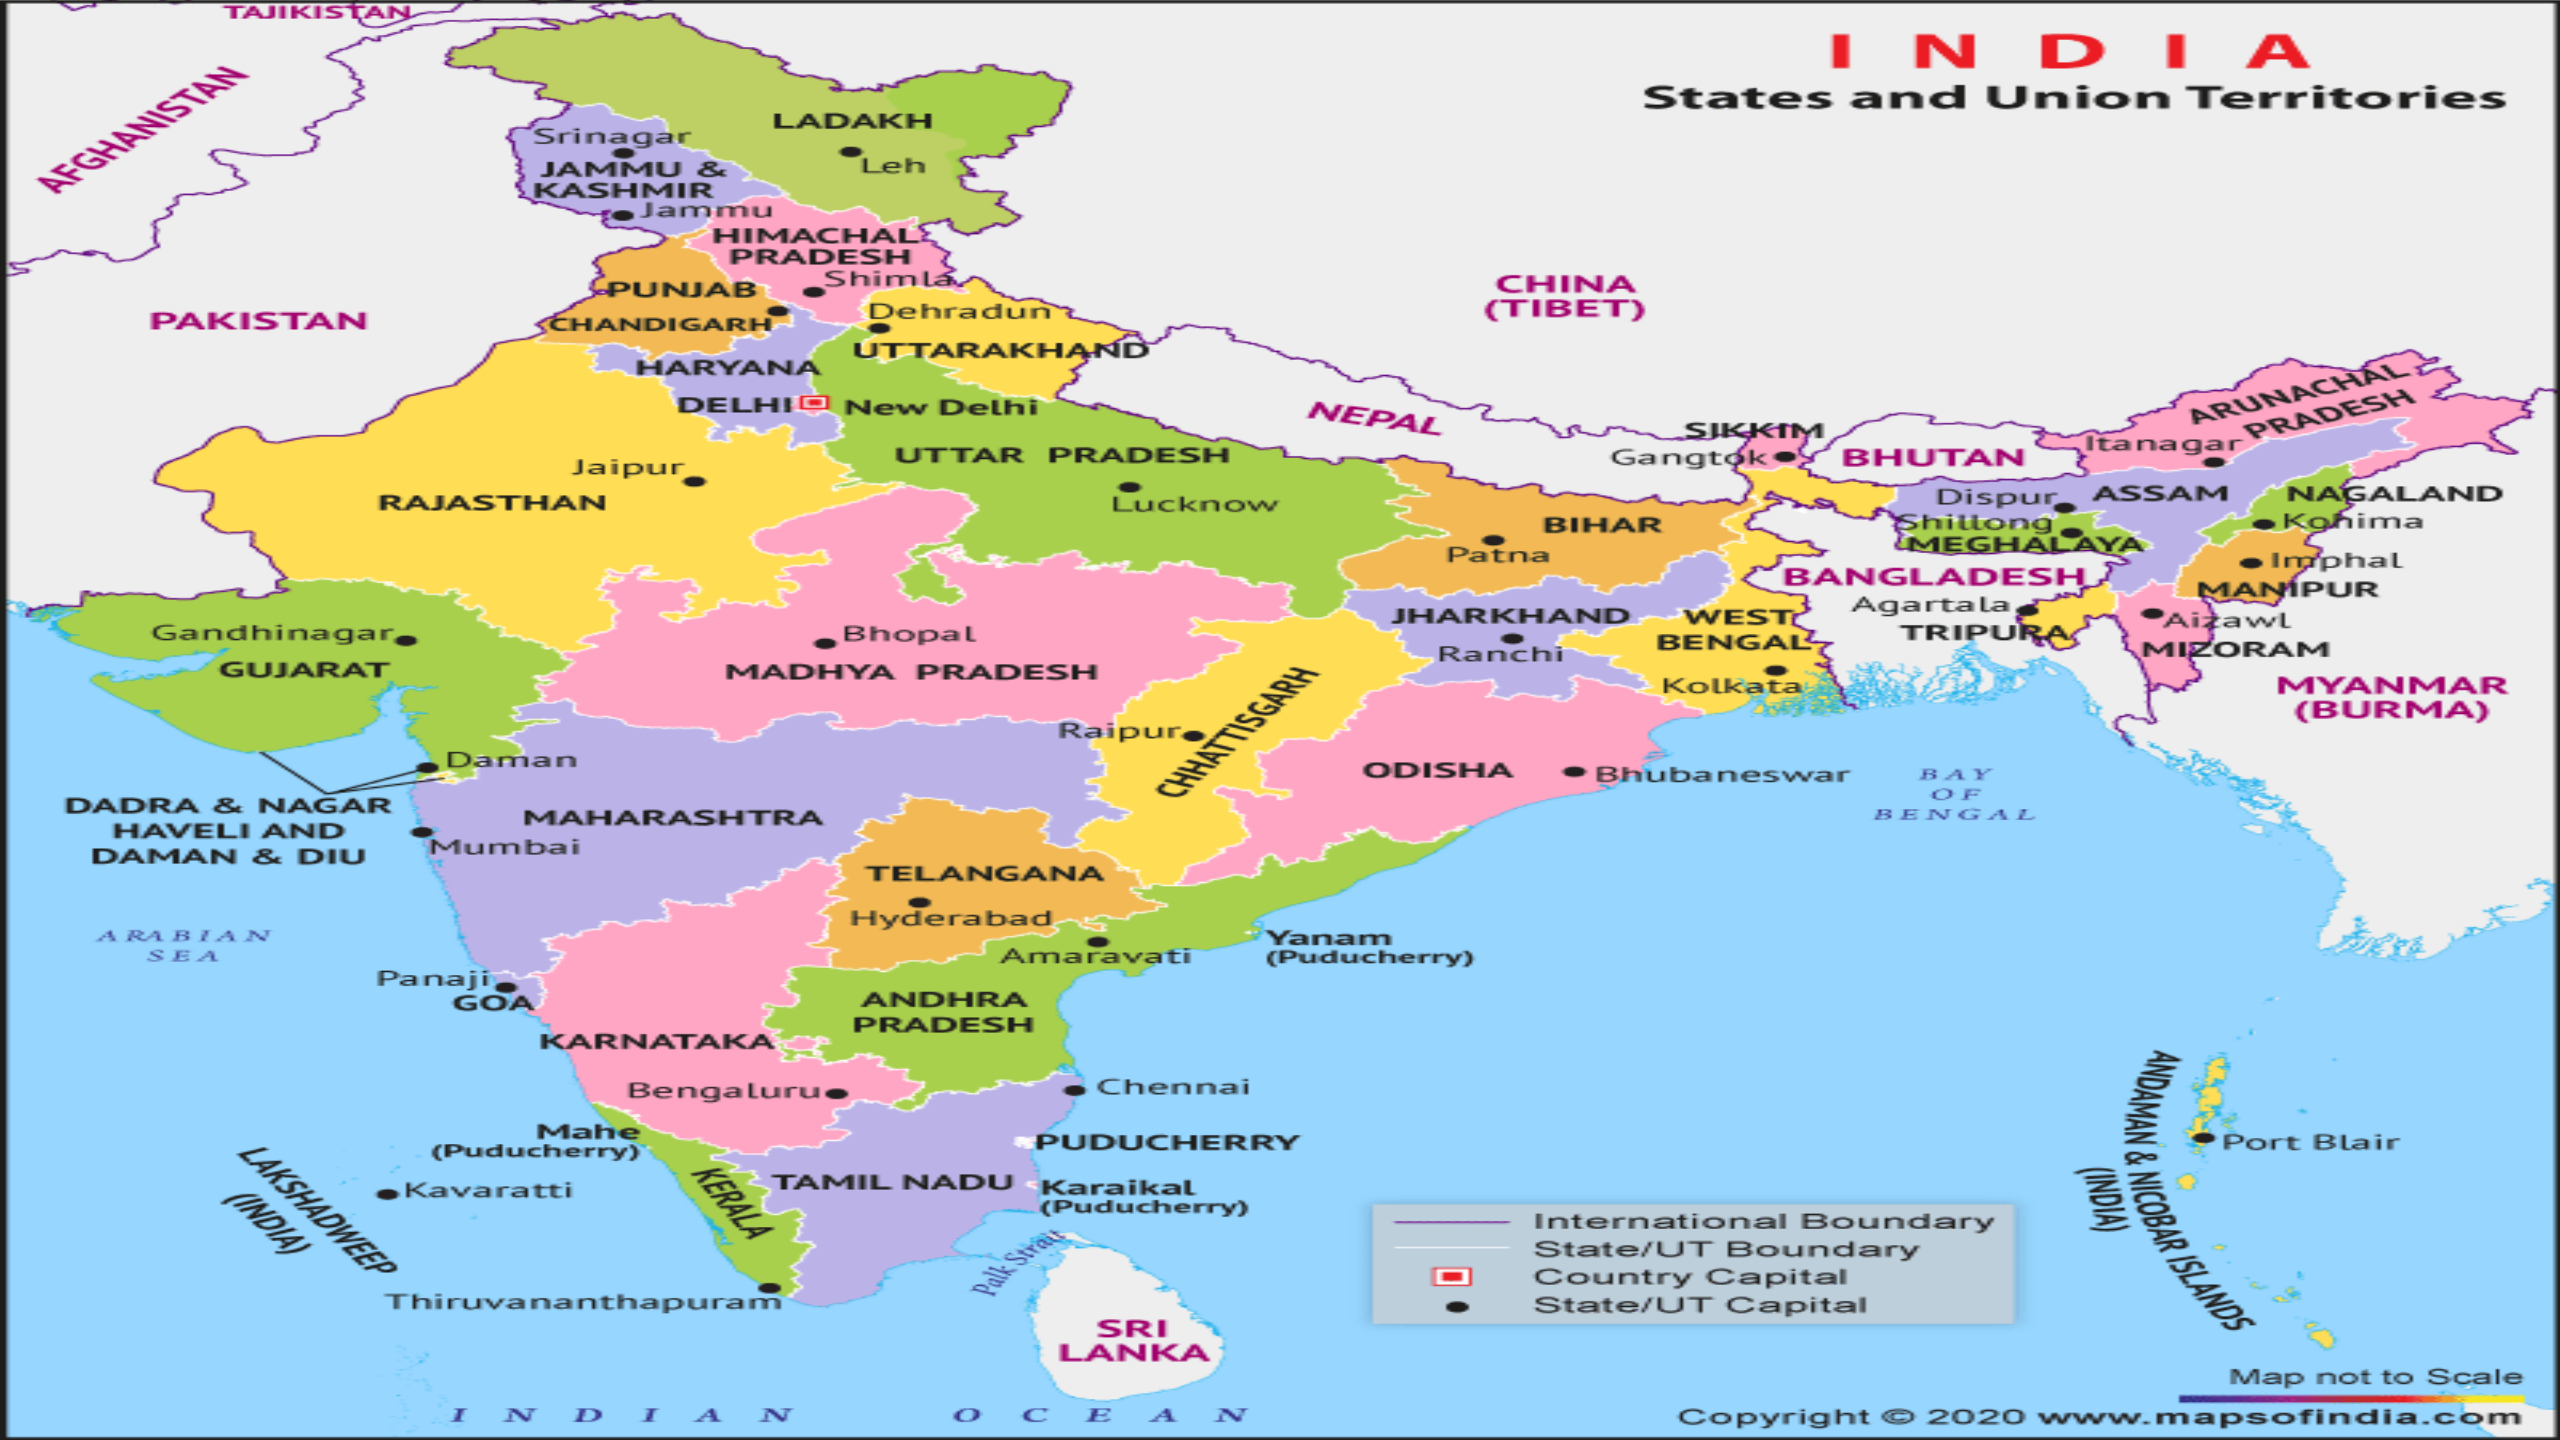 TAJIKISTAN
I N D I A
States and Union Territories
AFGHANISTAN
LADAKH
Leh
Srinagar
JAMMU &
KASHMIR
Jammu
HIMACHAL
PRADESH
Shimla
PUNJAB
CHANDIGARH
Dehradun
UTTARAKHAND
PAKISTAN
CHINA
(TIBET)
HARYANA
DELHI
New Delhi
NEPAL
UTTAR PRADESH
Lucknow
Jaipur
RAJASTHAN
SIKKIM
Gangtok
BHUTAN
ARUNACHAL
PRADESH
Itanagar
Dispur
ASSAM
NAGALAND
Kohima
Shillong
MEGHALAYA
Imphal
MANIPUR
BIHAR
Patna
BANGLADESH
Agartala
TRIPURA
Aizawl
MIZORAM
MYANMAR
(BURMA)
JHARKHAND
Ranchi
WEST
BENGAL
Kolkata
Gandhinagar
GUJARAT
Bhopal
MADHYA PRADESH
Raipur
CHHATTISGARH
ODISHA
Bhubaneswar
BAY
OF
BENGAL
Daman
DADRA & NAGAR
HAVELI AND
DAMAN & DIU
Mumbai
MAHARASHTRA
TELANGANA
Hyderabad
Amaravati
Yanam
(Puducherry)
ARABIAN
SEA
Panaji
GOA
ANDHRA
PRADESH
KARNATAKA
Bengaluru
Chennai
Mahe
(Puducherry)
PUDUCHERRY
TAMIL NADU
Karaikal
(Puducherry)
KERALA
Kavaratti
LAKSHADWEEP
(INDIA)
Thiruvananthapuram
Palk Strait
SRI
LANKA
Port Blair
ANDAMAN & NICOBAR ISLANDS
(INDIA)
International Boundary
State/UT Boundary
Country Capital
State/UT Capital
I N D I A N O C E A N
Map not to Scale
Copyright © 2020 www.mapsofindia.com